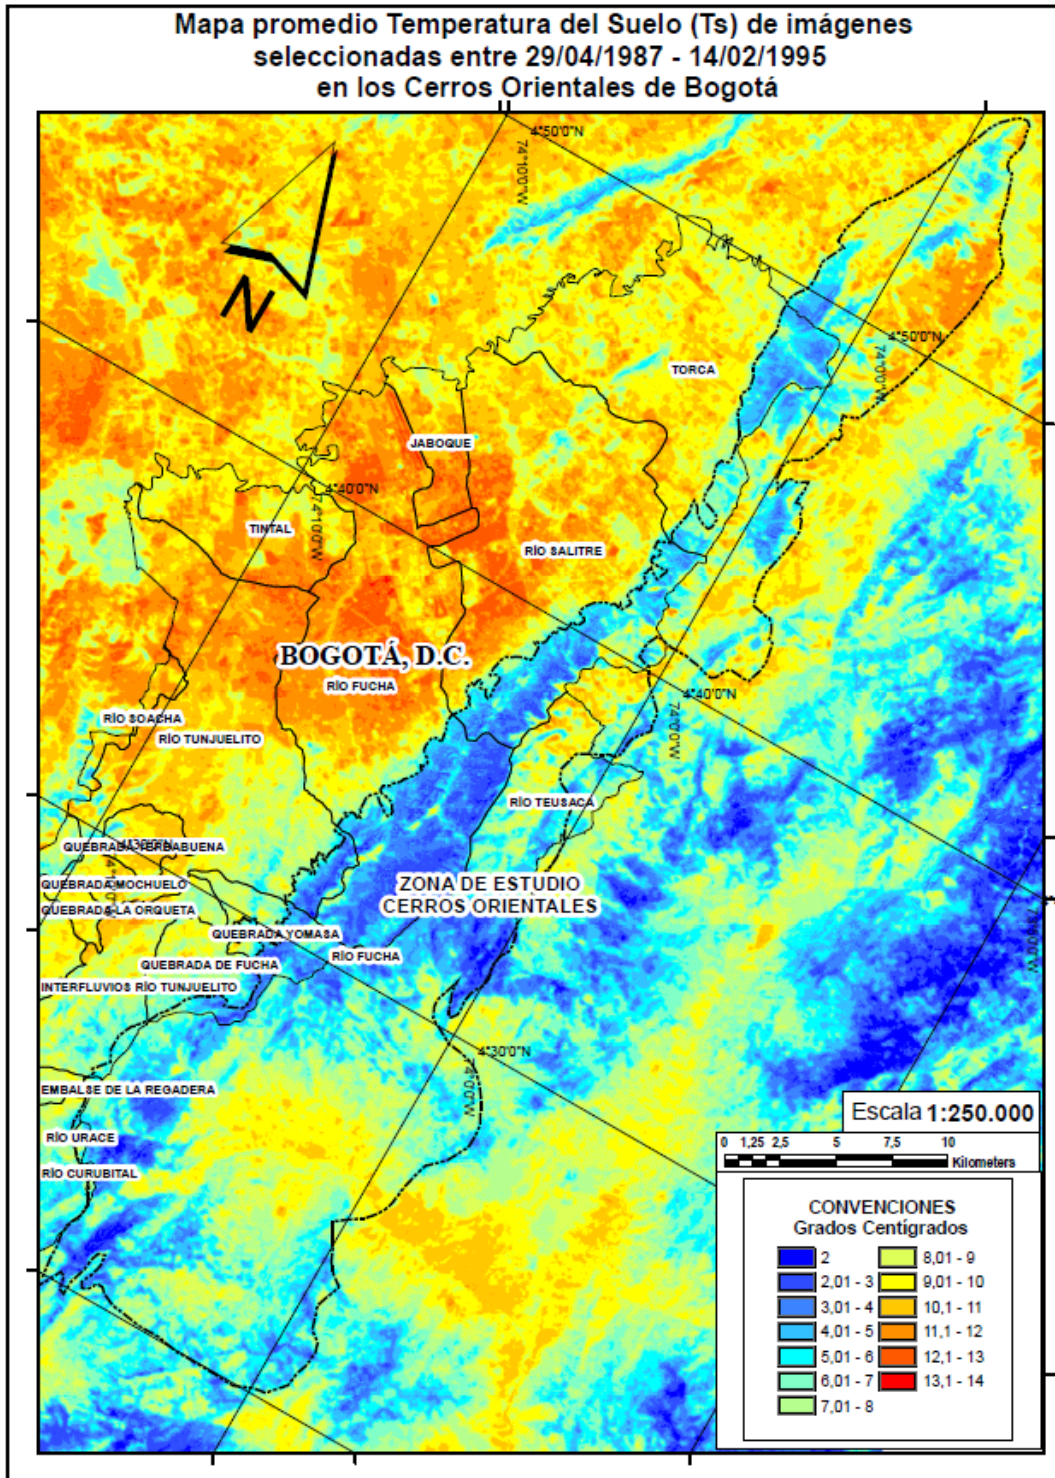 Mapa promedio Temperatura del Suelo (Ts) de imágenes
seleccionadas entre 29/04/1987 - 14/02/1995
en los Cerros Orientales de Bogotá
4°50'0"N
74°10'0"W
N
4°50'0"N
74°0'0"W
TORCA
JABOQUE
4°40'0"N
74°10'0"W
TINTAL
RÍO SALITRE
BOGOTÁ, D.C.
RÍO FUCHA
4°40'0"N
74°0'0"W
RÍO SOACHA
RÍO TUNJUELITO
RÍO TEUSACA
QUEBRADA YERBABUENA
QUEBRADA MOCHUELO
ZONA DE ESTUDIO
CERROS ORIENTALES
QUEBRADA LA ORQUETA
QUEBRADA YOMASA
RÍO FUCHA
QUEBRADA DE FUCHA
INTERFLUVIOS RÍO TUNJUELITO
4°30'0"N
74°0'0"W
EMBALSE DE LA REGADERA
RÍO URACE
RÍO CURUBITAL
Escala 1:250.000
0 1,25 2,5 5 7,5 10
Kilometers
CONVENCIONES
Grados Centígrados
2
2,01 - 3
3,01 - 4
4,01 - 5
5,01 - 6
6,01 - 7
7,01 - 8
8,01 - 9
9,01 - 10
10,1 - 11
11,1 - 12
12,1 - 13
13,1 - 14